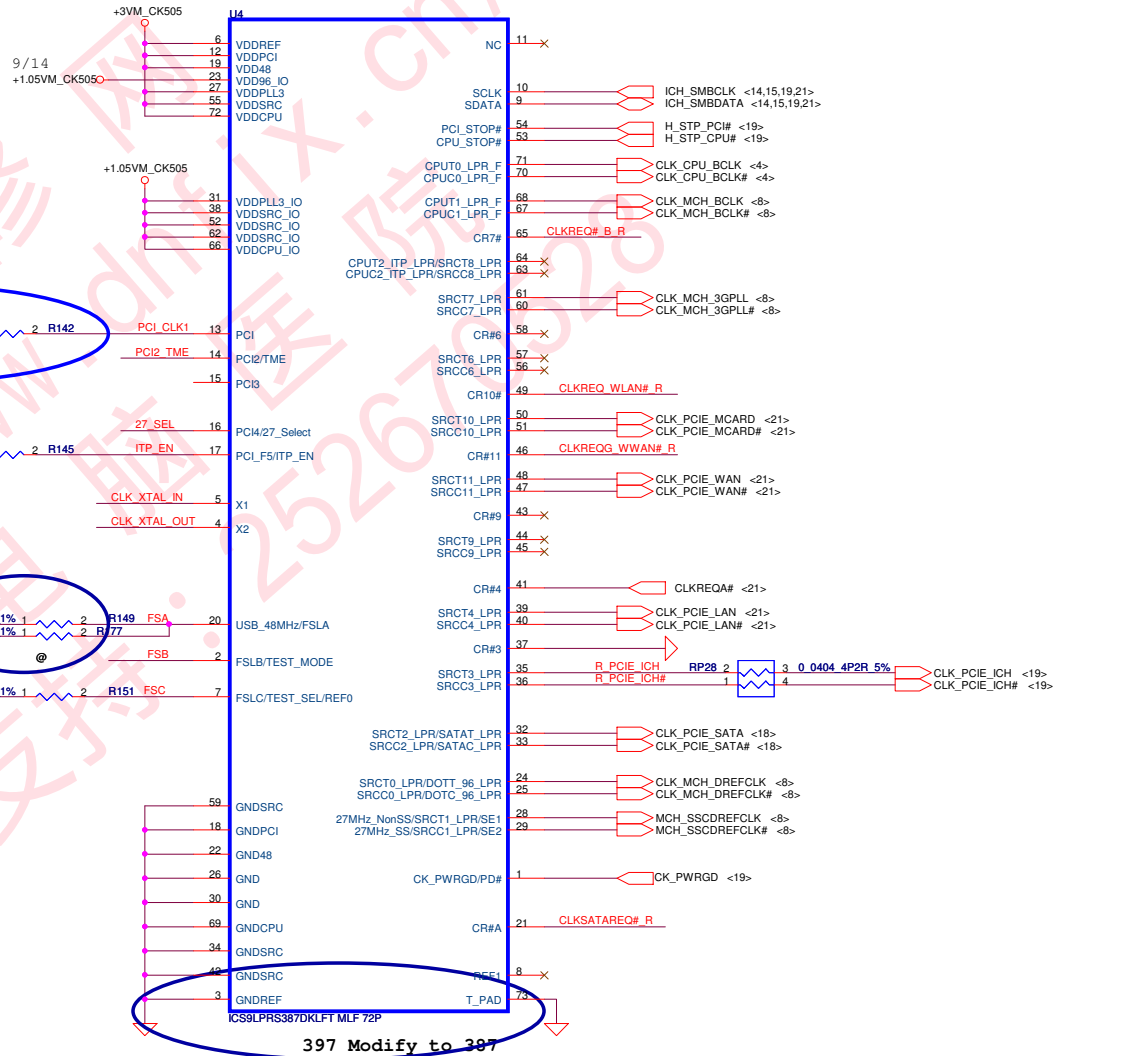 +3VM_CK505
U4
6 VDDREF
12 VDDPCI
19 VDD48
9/14
+1.05VM_CK505
23 VDD96_IO
27 VDDPLL3
55 VDDSRC
72 VDDCPU
+1.05VM_CK505
31 VDDPLL3_IO
38 VDDSRC_IO
52 VDDSRC_IO
62 VDDSRC_IO
66 VDDCPU_IO
2 R142 PCI_CLK1 13 PCI
PCI2_TME 14 PCI2/TME
15 PCI3
27_SEL 16 PCI4/27_Select
2 R145 ITP_EN 17 PCI_F5/ITP_EN
CLK_XTAL_IN 5 X1
CLK_XTAL_OUT 4 X2
1% 1 2 R149 FSA 20 USB_48MHz/FSLA
1% 1 2 R177
@
FSB 2 FSLB/TEST_MODE
1% 1 2 R151 FSC 7 FSLC/TEST_SEL/REF0
59 GNDSRC
18 GNDPCI
22 GND48
26 GND
30 GND
69 GNDCPU
34 GNDSRC
42 GNDSRC
3 GNDREF
NC 11
SCLK 10 ICH_SMBCLK <14,15,19,21>
SDATA 9 ICH_SMBDATA <14,15,19,21>
PCI_STOP# 54 H_STP_PCI# <19>
CPU_STOP# 53 H_STP_CPU# <19>
CPUT0_LPR_F 71 CLK_CPU_BCLK <4>
CPUC0_LPR_F 70 CLK_CPU_BCLK# <4>
CPUT1_LPR_F 68 CLK_MCH_BCLK <8>
CPUC1_LPR_F 67 CLK_MCH_BCLK# <8>
CR7# 65 CLKREQ#_B_R
CPUT2_ITP_LPR/SRCT8_LPR 64
CPUC2_ITP_LPR/SRCC8_LPR 63
SRCT7_LPR 61 CLK_MCH_3GPLL <8>
SRCC7_LPR 60 CLK_MCH_3GPLL# <8>
CR#6 58
SRCT6_LPR 57
SRCC6_LPR 56
CR10# 49 CLKREQ_WLAN#_R
SRCT10_LPR 50 CLK_PCIE_MCARD <21>
SRCC10_LPR 51 CLK_PCIE_MCARD# <21>
CR#11 46 CLKREQG_WWAN#_R
SRCT11_LPR 48 CLK_PCIE_WAN <21>
SRCC11_LPR 47 CLK_PCIE_WAN# <21>
CR#9 43
SRCT9_LPR 44
SRCC9_LPR 45
CR#4 41 CLKREQA# <21>
SRCT4_LPR 39 CLK_PCIE_LAN <21>
SRCC4_LPR 40 CLK_PCIE_LAN# <21>
CR#3 37
SRCT3_LPR 35 R_PCIE_ICH RP28 2 3 0_0404_4P2R_5% CLK_PCIE_ICH <19>
SRCC3_LPR 36 R_PCIE_ICH# 1 4 CLK_PCIE_ICH# <19>
SRCT2_LPR/SATAT_LPR 32 CLK_PCIE_SATA <18>
SRCC2_LPR/SATAC_LPR 33 CLK_PCIE_SATA# <18>
SRCT0_LPR/DOTT_96_LPR 24 CLK_MCH_DREFCLK <8>
SRCC0_LPR/DOTC_96_LPR 25 CLK_MCH_DREFCLK# <8>
27MHz_NonSS/SRCT1_LPR/SE1 28 MCH_SSCDREFCLK <8>
27MHz_SS/SRCC1_LPR/SE2 29 MCH_SSCDREFCLK# <8>
CK_PWRGD/PD# 1 CK_PWRGD <19>
CR#A 21 CLKSATAREQ#_R
REF1 8
T_PAD 73
ICS9LPRS387DKLFT MLF 72P
397 Modify to 387
修网
www.dnfix.cn
电脑医院
支持:252670528